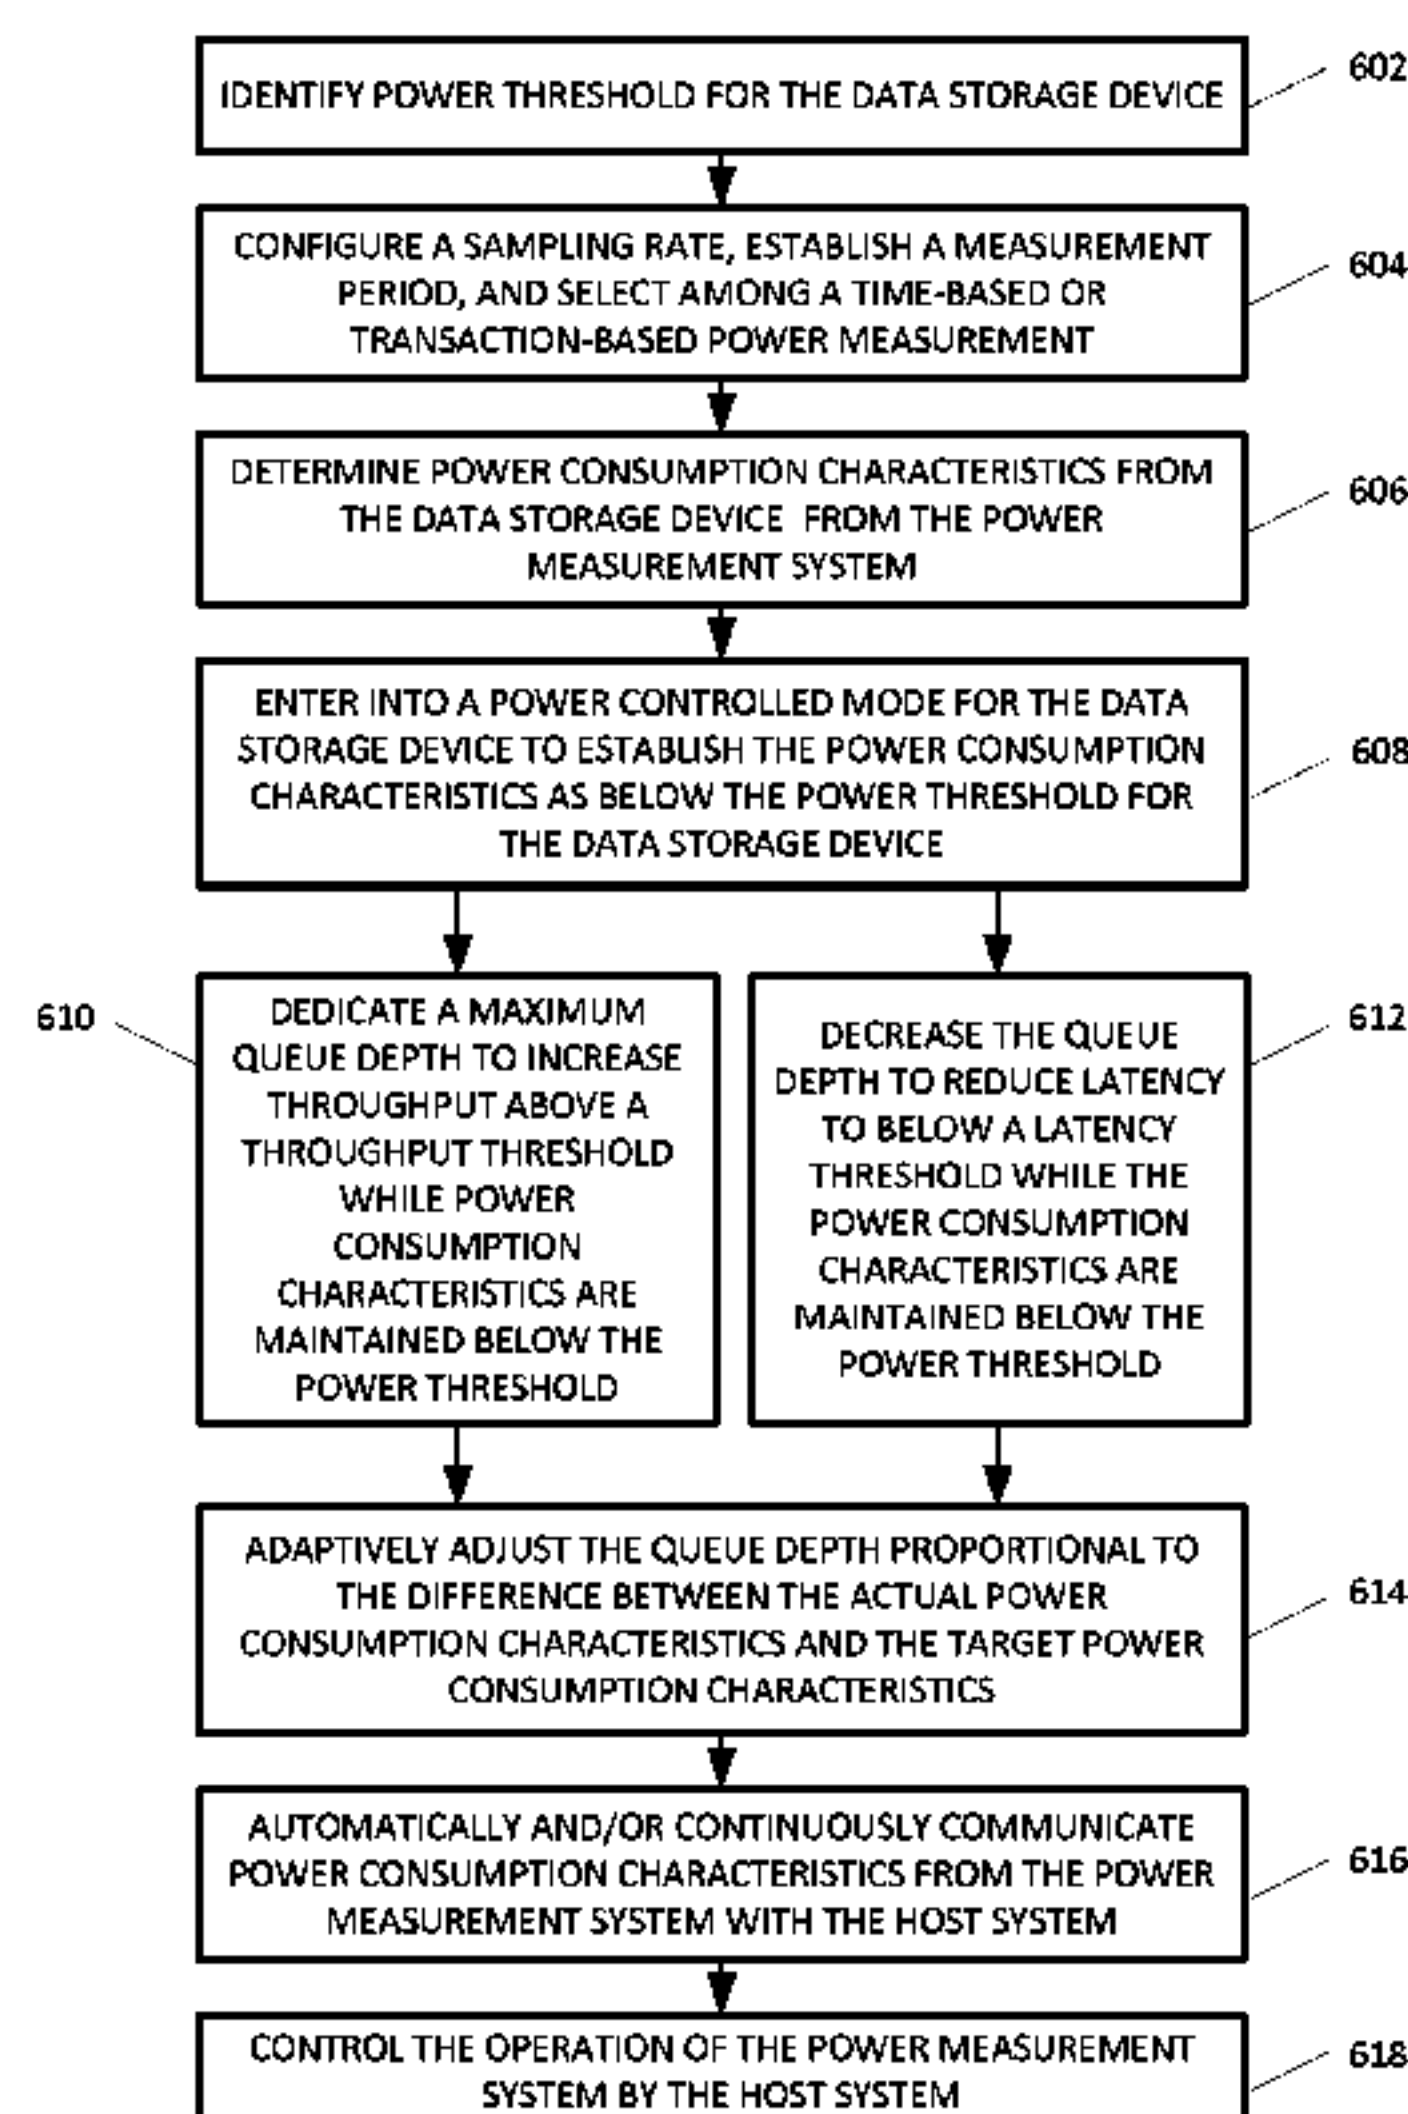 IDENTIFY POWER THRESHOLD FOR THE DATA STORAGE DEVICE
602
CONFIGURE A SAMPLING RATE, ESTABLISH A MEASUREMENT
PERIOD, AND SELECT AMONG A TIME-BASED OR
TRANSACTION-BASED POWER MEASUREMENT
604
DETERMINE POWER CONSUMPTION CHARACTERISTICS FROM
THE DATA STORAGE DEVICE FROM THE POWER
MEASUREMENT SYSTEM
606
ENTER INTO A POWER CONTROLLED MODE FOR THE DATA
STORAGE DEVICE TO ESTABLISH THE POWER CONSUMPTION
CHARACTERISTICS AS BELOW THE POWER THRESHOLD FOR
THE DATA STORAGE DEVICE
608
610
DEDICATE A MAXIMUM
QUEUE DEPTH TO INCREASE
THROUGHPUT ABOVE A
THROUGHPUT THRESHOLD
WHILE POWER
CONSUMPTION
CHARACTERISTICS ARE
MAINTAINED BELOW THE
POWER THRESHOLD
DECREASE THE QUEUE
DEPTH TO REDUCE LATENCY
TO BELOW A LATENCY
THRESHOLD WHILE THE
POWER CONSUMPTION
CHARACTERISTICS ARE
MAINTAINED BELOW THE
POWER THRESHOLD
612
ADAPTIVELY ADJUST THE QUEUE DEPTH PROPORTIONAL TO
THE DIFFERENCE BETWEEN THE ACTUAL POWER
CONSUMPTION CHARACTERISTICS AND THE TARGET POWER
CONSUMPTION CHARACTERISTICS
614
AUTOMATICALLY AND/OR CONTINUOUSLY COMMUNICATE
POWER CONSUMPTION CHARACTERISTICS FROM THE POWER
MEASUREMENT SYSTEM WITH THE HOST SYSTEM
616
CONTROL THE OPERATION OF THE POWER MEASUREMENT
SYSTEM BY THE HOST SYSTEM
618